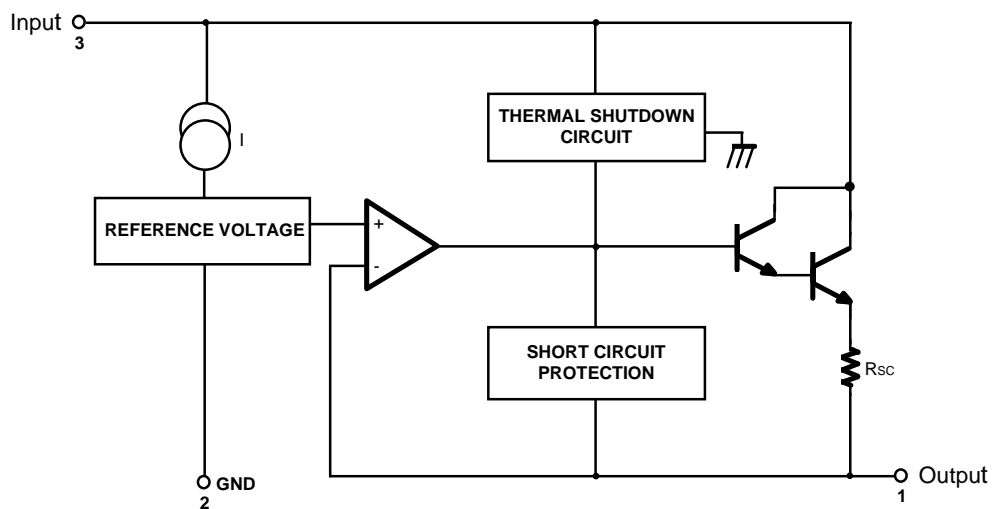 Input
3
I
THERMAL SHUTDOWN
CIRCUIT
REFERENCE VOLTAGE
+
-
SHORT CIRCUIT
PROTECTION
RSC
GND
2
Output
1